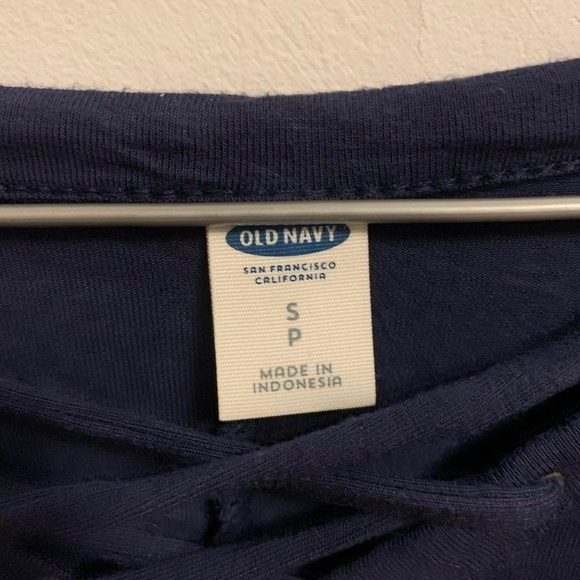 OLD NAVY
SAN FRANCISCO
CALIFORNIA
S
P
MADE IN
INDONESIA